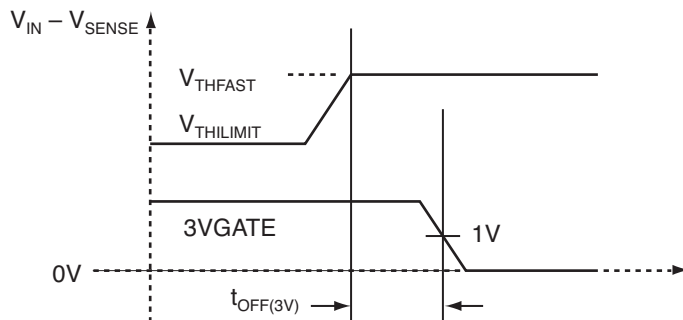 V_IN – V_SENSE
V_THFAST
V_THILIMIT
3VGATE
1V
0V
t_OFF(3V)